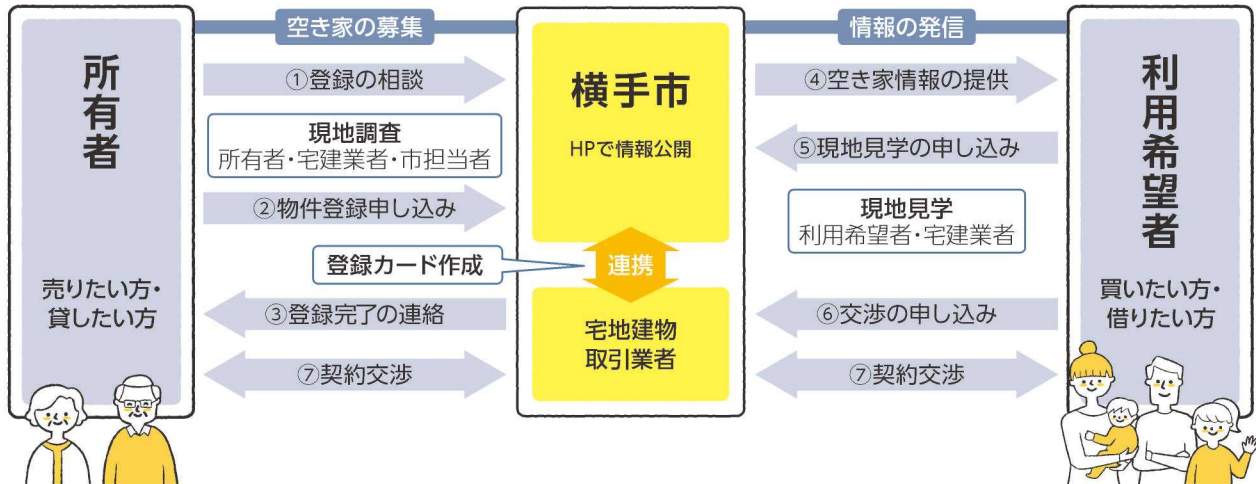 所有者
売りたい方・
貸したい方
空き家の募集
①登録の相談
現地調査
所有者・宅建業者・市担当者
②物件登録申し込み
登録カード作成
③登録完了の連絡
⑦契約交渉
横手市
HPで情報公開
連携
宅地建物
取引業者
情報の発信
④空き家情報の提供
⑤現地見学の申し込み
現地見学
利用希望者・宅建業者
⑥交渉の申し込み
⑦契約交渉
利用希望者
買いたい方・
借りたい方